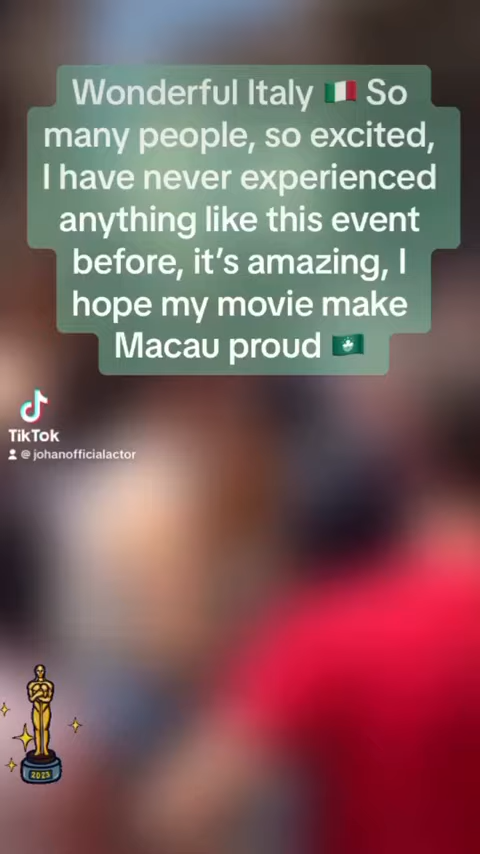 Wonderful Italy 🇮🇹 So
many people, so excited,
I have never experienced
anything like this event
before, it’s amazing, I
hope my movie make
Macau proud 🇲🇴
TikTok
@johanofficialactor
2025